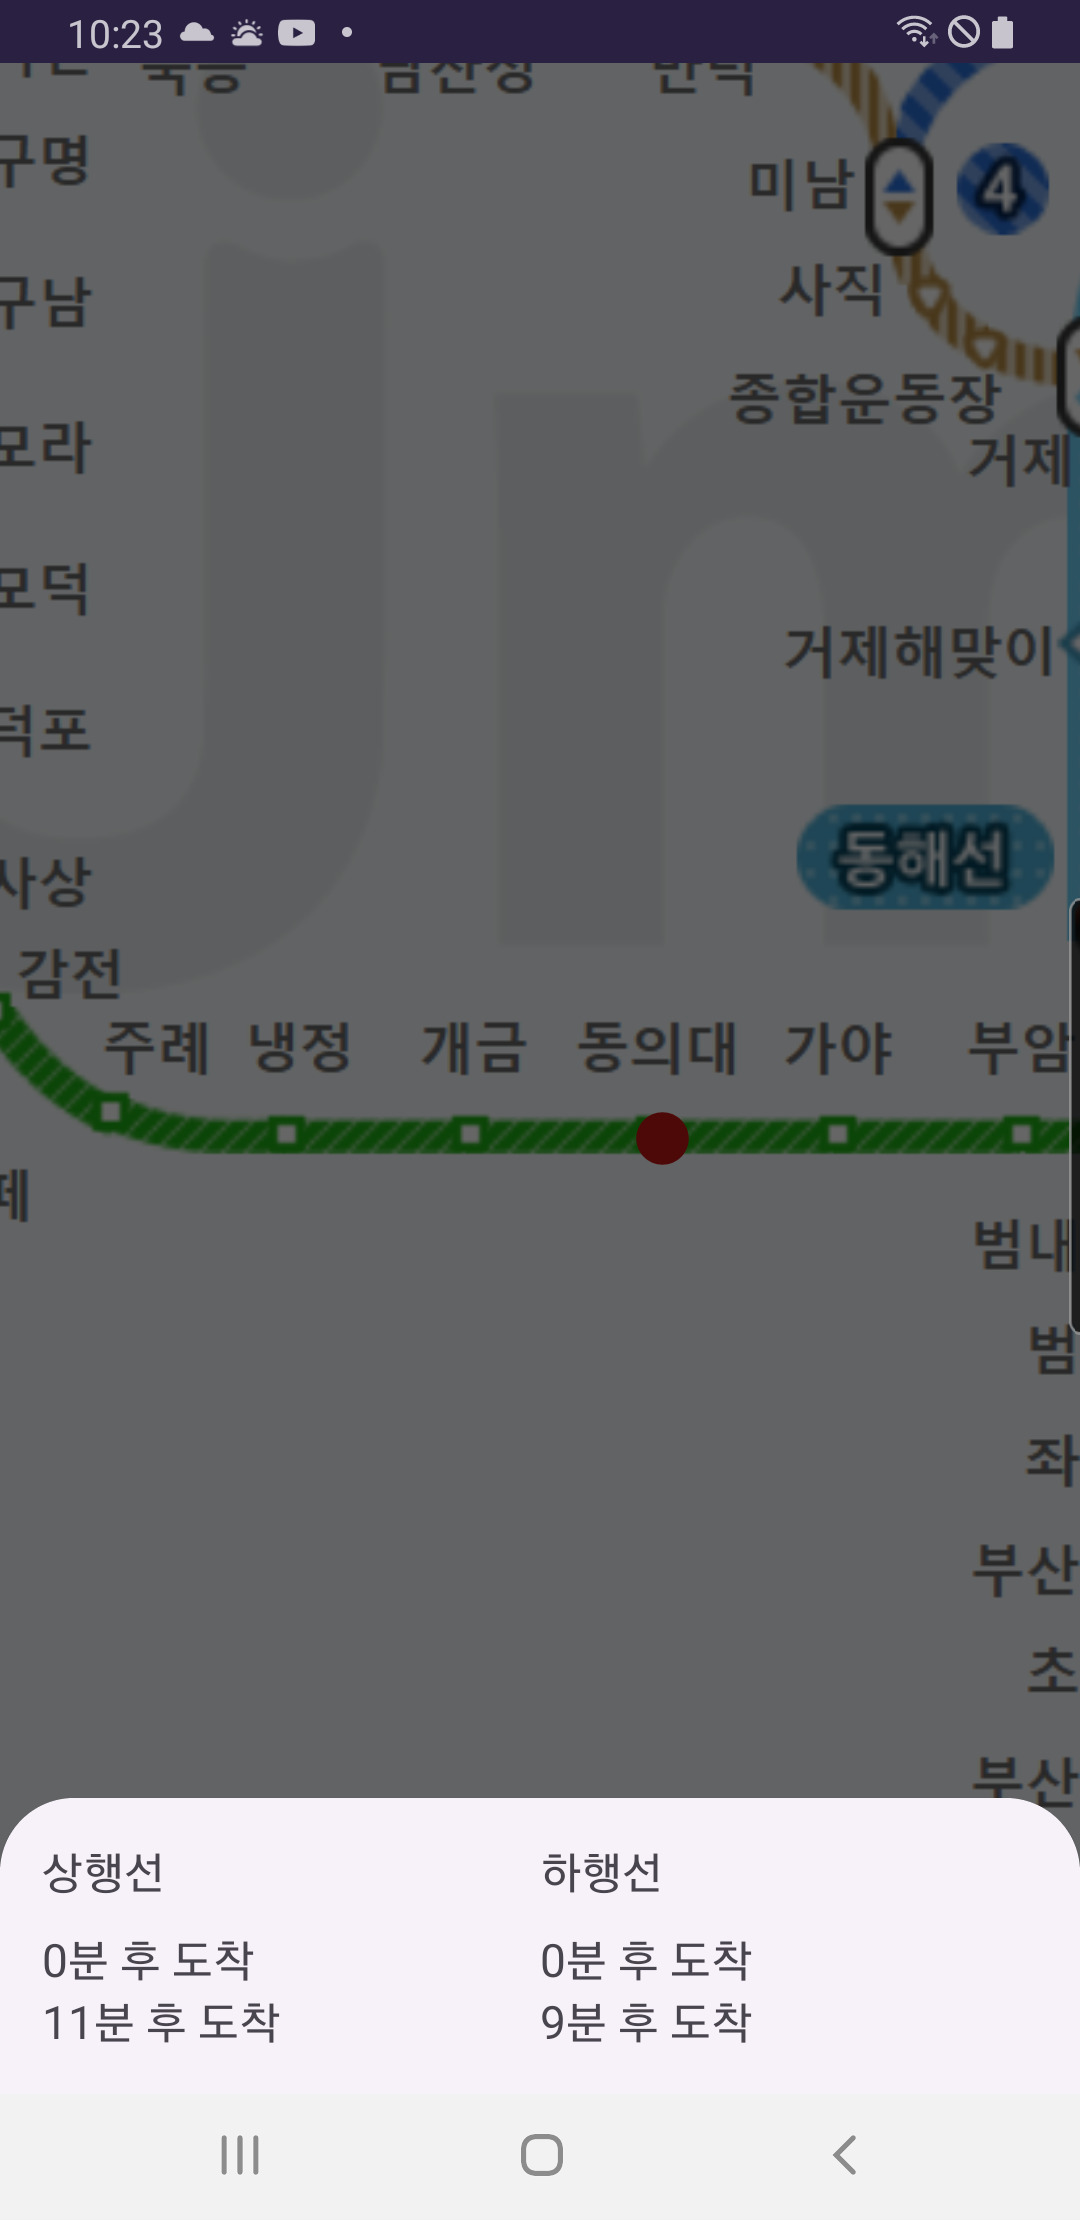 10:23
남산정
구명
미남
4
구남
사직
종합운동장
모라
거제
모덕
거제해맞이
덕포
동해선
사상
감전
주례 냉정 개금 동의대 가야 부암
범내
범
좌
부산
초
부산
상행선
하행선
0분 후 도착
0분 후 도착
11분 후 도착
9분 후 도착